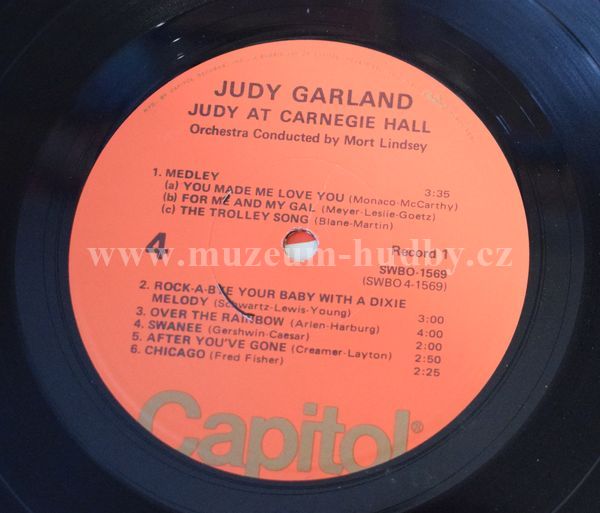 JUDY GARLAND
JUDY AT CARNEGIE HALL
Orchestra Conducted by Mort Lindsey
1. MEDLEY 3:35
(a) YOU MADE ME LOVE YOU (Monaco-McCarthy)
(b) FOR ME AND MY GAL (Meyer-Leslie-Goetz)
(c) THE TROLLEY SONG (Blane-Martin)
4
Record 1
www.muzeum-hudby.cz
SWBO-1569
(SWBO 4-1569)
2. ROCK-A-BYE YOUR BABY WITH A DIXIE
MELODY (Schwartz-Lewis-Young) 3:00
3. OVER THE RAINBOW (Arlen-Harburg) 4:00
4. SWANEE (Gershwin-Caesar) 2:00
5. AFTER YOU'VE GONE (Creamer-Layton) 2:50
6. CHICAGO (Fred Fisher) 2:25
Capitol®